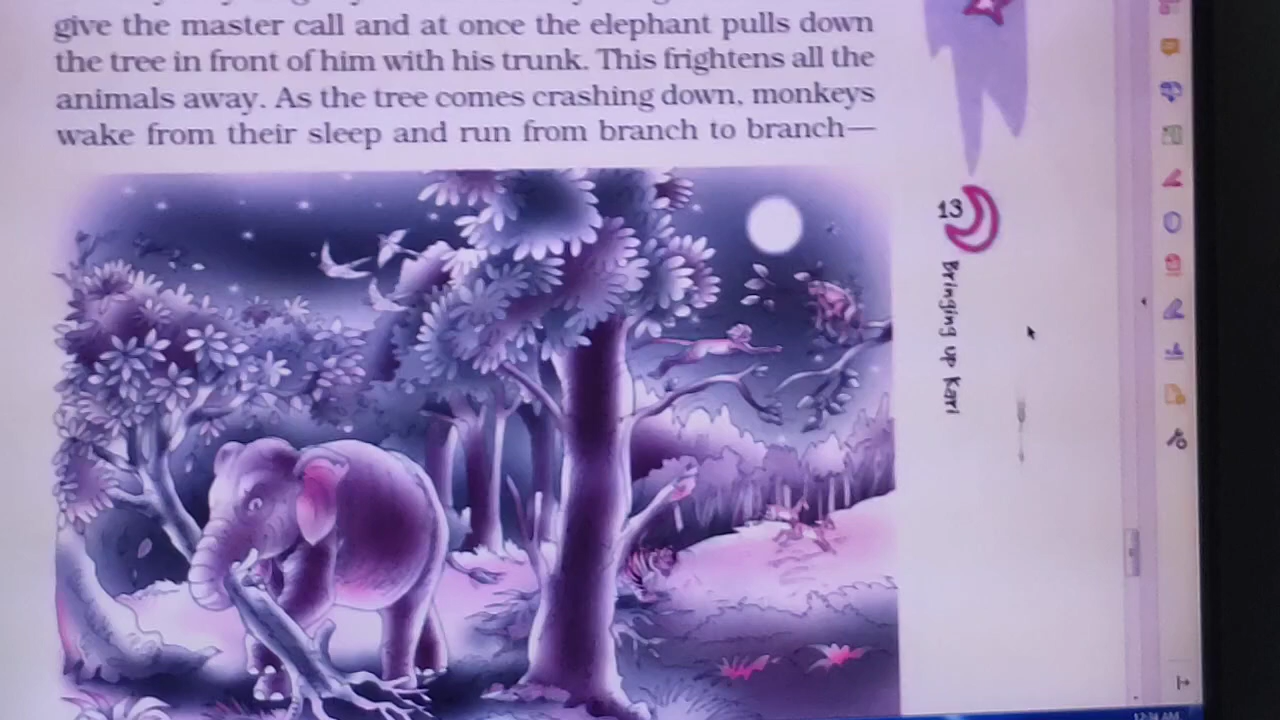 give the master call and at once the elephant pulls down
the tree in front of him with his trunk. This frightens all the
animals away. As the tree comes crashing down, monkeys
wake from their sleep and run from branch to branch—
13
Bringing up Kari